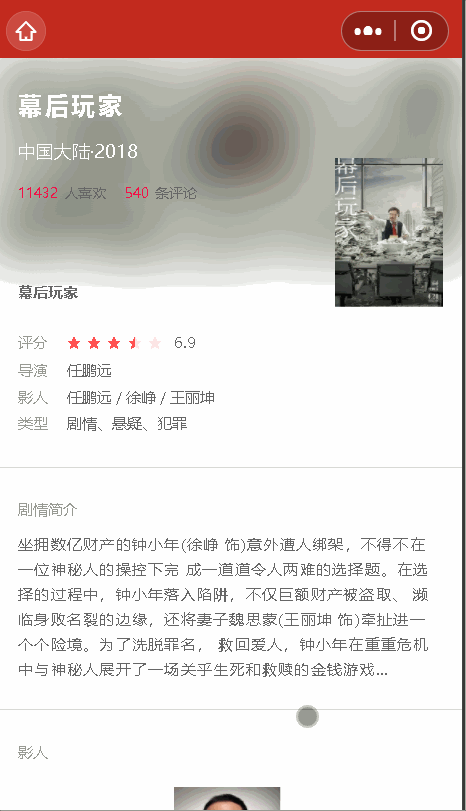 幕后玩家
中国大陆·2018
11432 人喜欢 540 条评论
幕后玩家
幕后玩家
评分 6.9
导演 任鹏远
影人 任鹏远 / 徐峥 / 王丽坤
类型 剧情、悬疑、犯罪
剧情简介
坐拥数亿财产的钟小年(徐峥 饰)意外遭人绑架，不得不在
一位神秘人的操控下完 成一道道令人两难的选择题。在选
择的过程中，钟小年落入陷阱，不仅巨额财产被盗取、 濒
临身败名裂的边缘，还将妻子魏思蒙(王丽坤 饰)牵扯进一
个个险境。为了洗脱罪名， 救回爱人，钟小年在重重危机
中与神秘人展开了一场关乎生死和救赎的金钱游戏...
影人